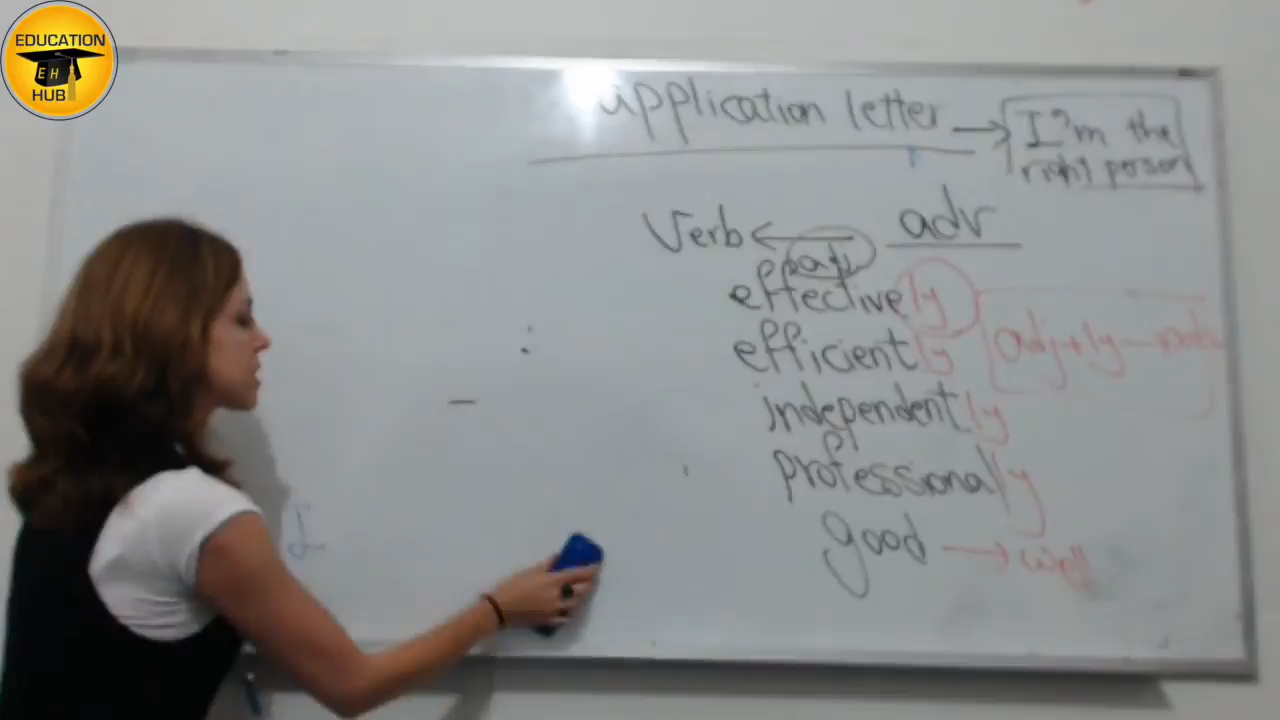 EDUCATION
EH
HUB
application letter → I'm the
right person
Verb ← adv
adj
effectively
efficiently
adj+ly
independently
professionally
good → well
I